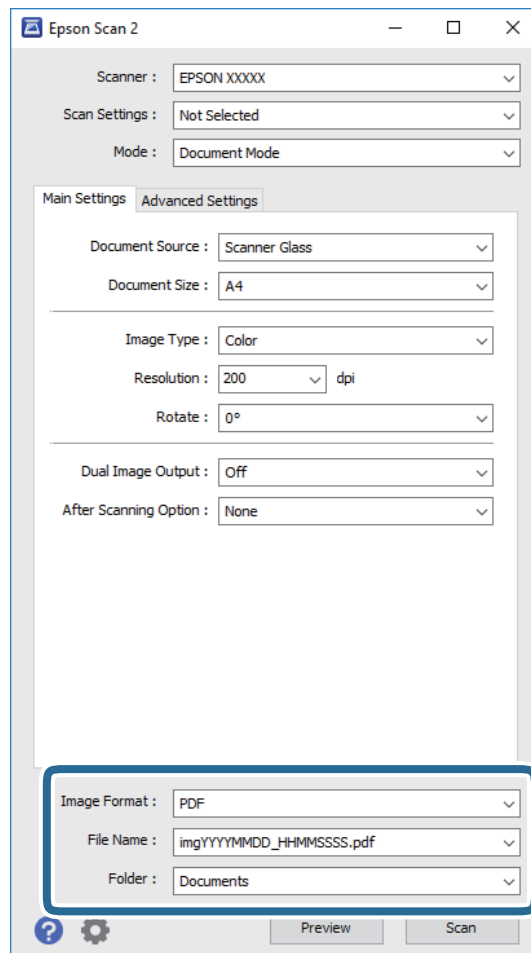 Epson Scan 2
Scanner : EPSON XXXXX
Scan Settings : Not Selected
Mode : Document Mode
Main Settings Advanced Settings
Document Source : Scanner Glass
Document Size : A4
Image Type : Color
Resolution : 200 dpi
Rotate : 0°
Dual Image Output : Off
After Scanning Option : None
Image Format : PDF
File Name : imgYYYYMMDD_HHMMSSSS.pdf
Folder : Documents
? Preview Scan